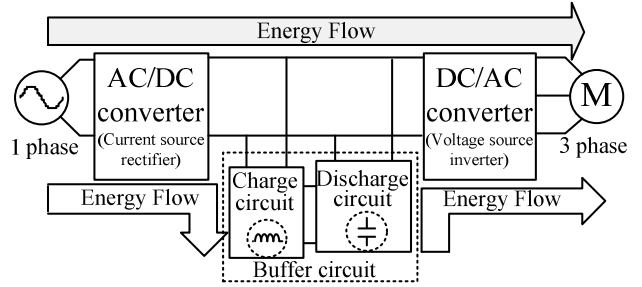 Energy Flow
AC/DC
converter
(Current source
rectifier)
DC/AC
converter
(Voltage source
inverter)
M
1 phase
3 phase
Energy Flow
Charge
circuit
Discharge
circuit
Energy Flow
Buffer circuit